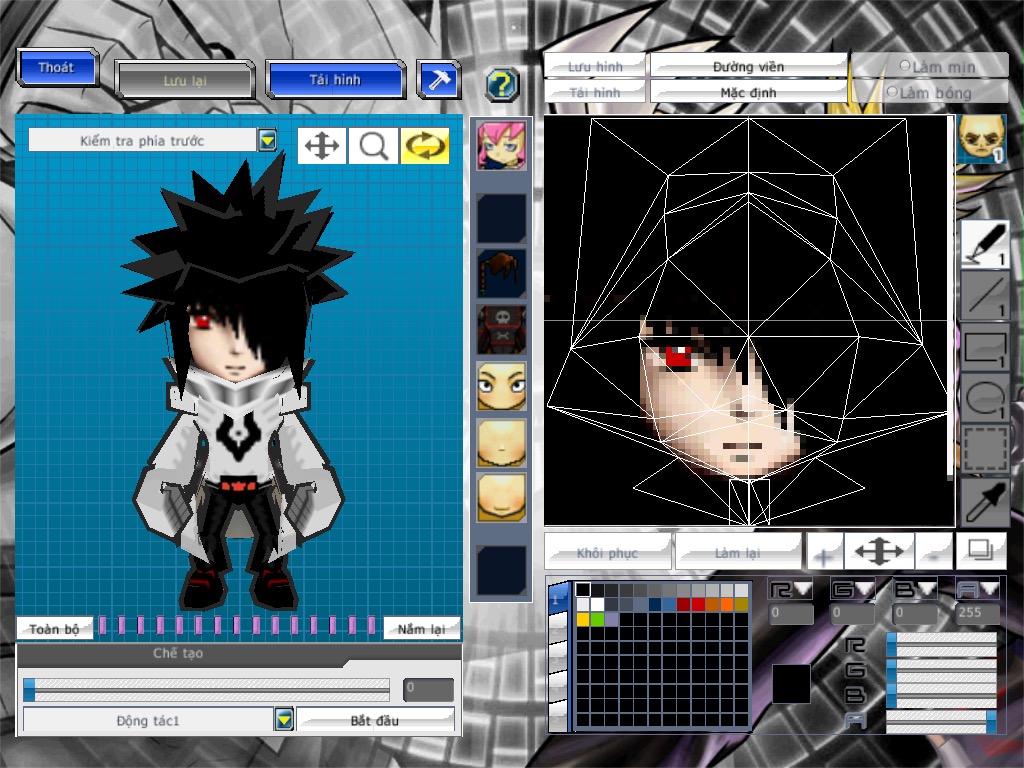 Thoát
Lưu lại
Tải hình
?
Lưu hình
Đường viền
Làm mịn
Tải hình
Mặc định
Làm bóng
Kiểm tra phía trước
1
1
1
1
1
Khôi phục
Làm lại
+
-
Toàn bộ
Nắm lại
Chế tạo
0
Động tác1
Bắt đầu
R
G
B
A
0
0
0
255
R
G
B
A